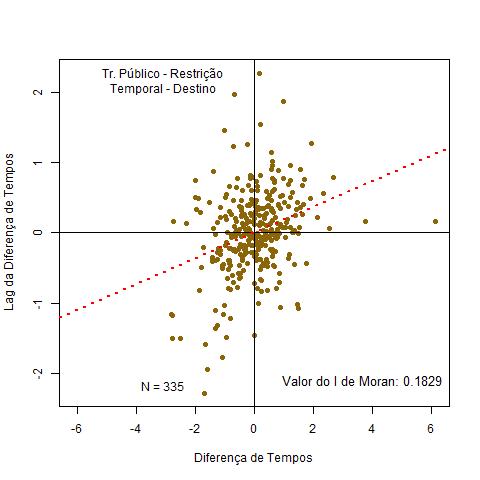 Tr. Público - Restrição
Temporal - Destino
2
1
0
-1
-2
Lag da Diferença de Tempos
N = 335
Valor do I de Moran: 0.1829
-6
-4
-2
0
2
4
6
Diferença de Tempos